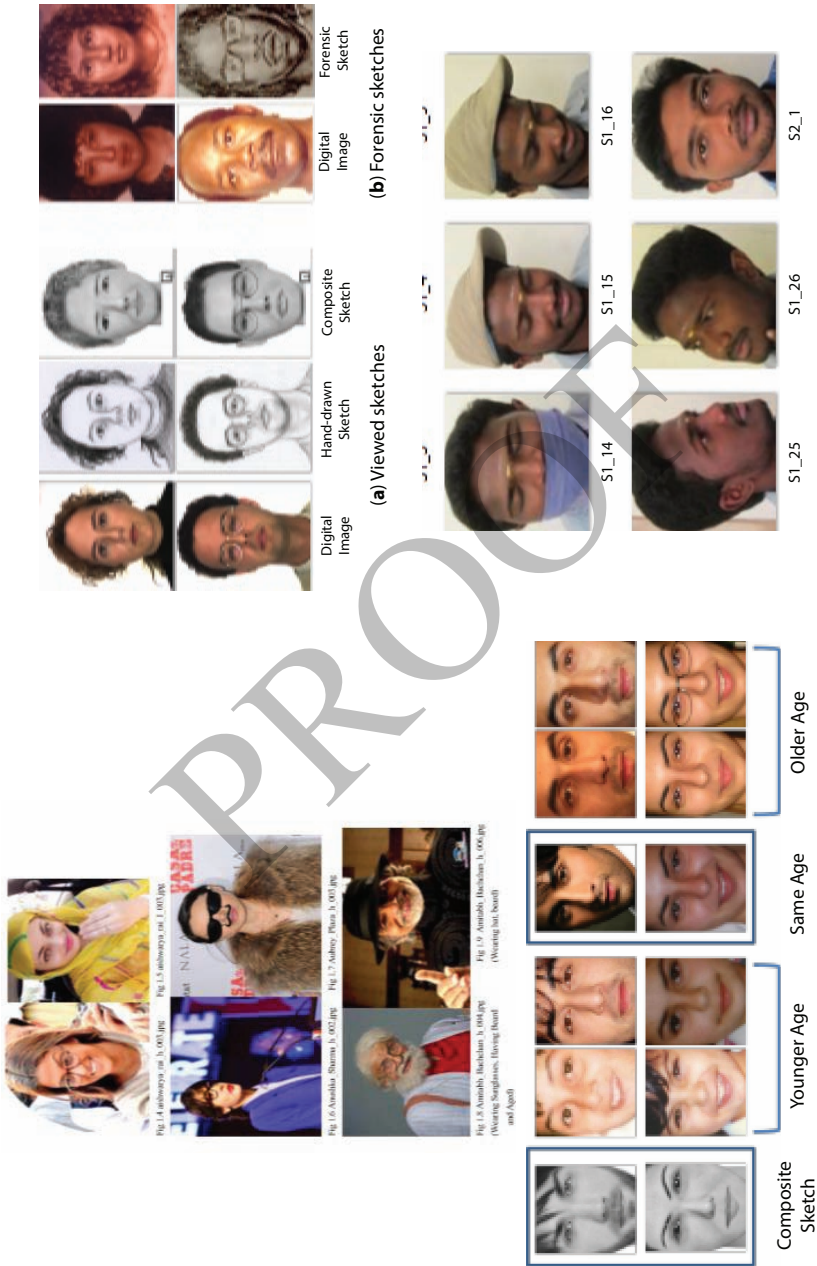 Fig 1.4 aishwarya_rai_h_003.jpg
Fig 1.5 aishwarya_rai_l_003.jpg
Fig 1.6 Anushka_Sharma_h_002.jpg
Fig 1.7 Aubrey_Plaza_h_003.jpg
Fig 1.8 Amitabh_Bachchan_h_004.jpg
(Wearing Sunglasses, Having Beard
and Aged)
Fig 1.9 Amitabh_Bachchan_h_006.jpg
(Wearing hat, beard)
Digital
Image
Hand-drawn
Sketch
Composite
Sketch
(a) Viewed sketches
Digital
Image
Forensic
Sketch
(b) Forensic sketches
Composite
Sketch
Younger Age
Same Age
Older Age
S1_14
S1_15
S1_16
S1_25
S1_26
S2_1
PROOF